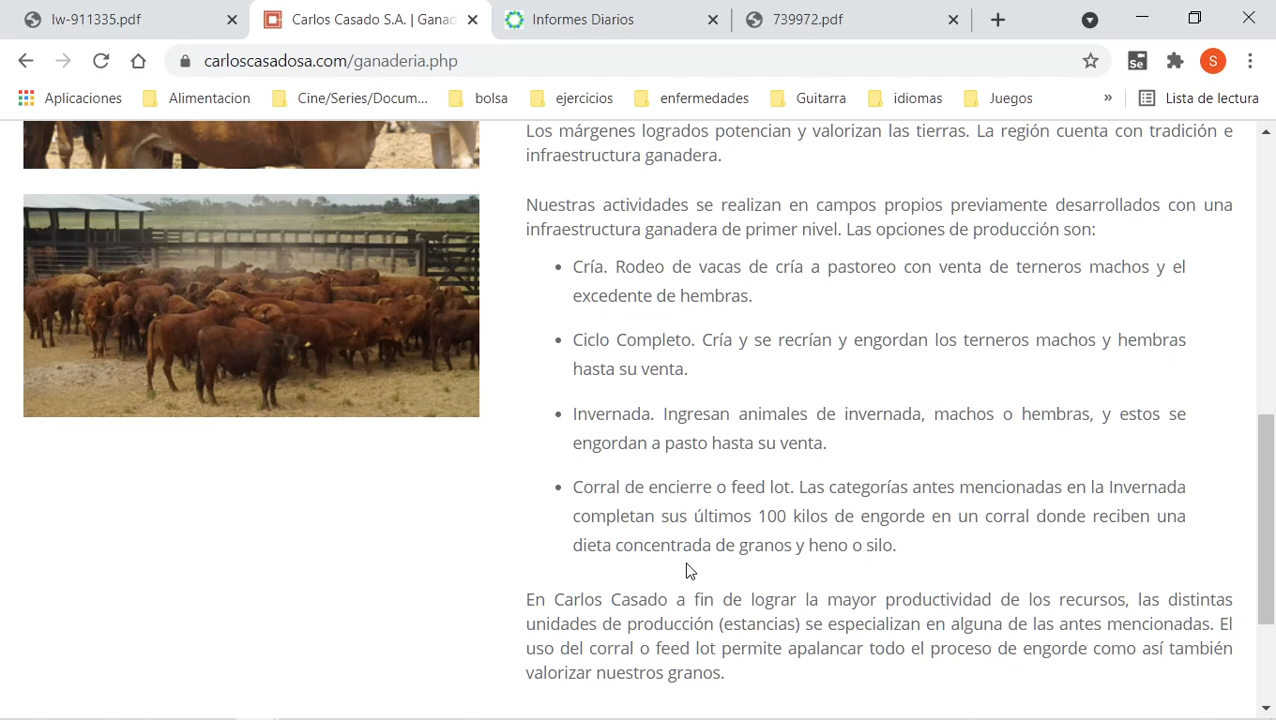 lw-911335.pdf
Carlos Casado S.A. | Ganad
Informes Diarios
739972.pdf
carloscasadosa.com/ganaderia.php
Se
S
Aplicaciones
Alimentacion
Cine/Series/Docum...
bolsa
ejercicios
enfermedades
Guitarra
idiomas
Juegos
»
Lista de lectura
Los márgenes logrados potencian y valorizan las tierras. La región cuenta con tradición e
infraestructura ganadera.
Nuestras actividades se realizan en campos propios previamente desarrollados con una
infraestructura ganadera de primer nivel. Las opciones de producción son:
• Cría. Rodeo de vacas de cría a pastoreo con venta de terneros machos y el
excedente de hembras.
• Ciclo Completo. Cría y se recrían y engordan los terneros machos y hembras
hasta su venta.
• Invernada. Ingresan animales de invernada, machos o hembras, y estos se
engordan a pasto hasta su venta.
• Corral de encierre o feed lot. Las categorías antes mencionadas en la Invernada
completan sus últimos 100 kilos de engorde en un corral donde reciben una
dieta concentrada de granos y heno o silo.
En Carlos Casado a fin de lograr la mayor productividad de los recursos, las distintas
unidades de producción (estancias) se especializan en alguna de las antes mencionadas. El
uso del corral o feed lot permite apalancar todo el proceso de engorde como así también
valorizar nuestros granos.